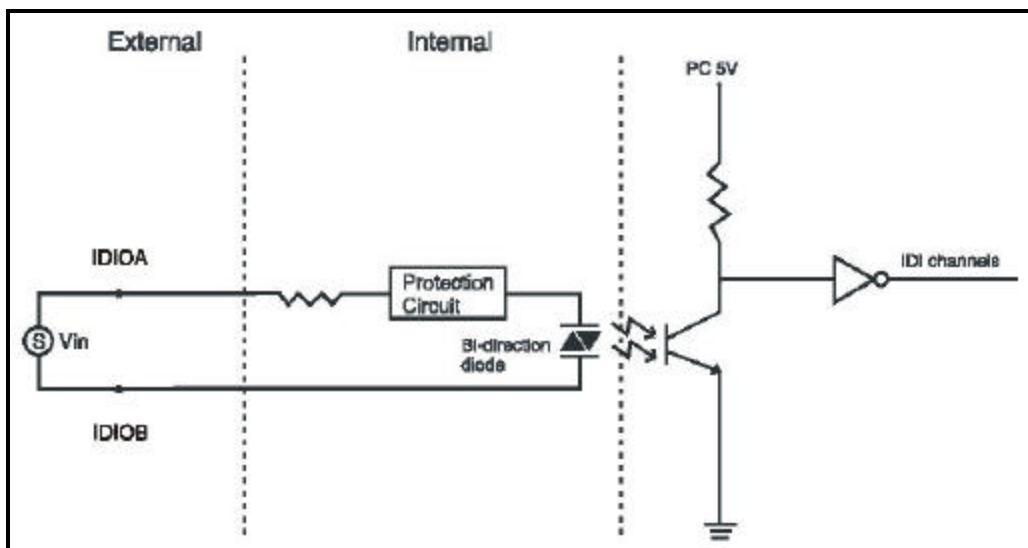 External
Internal
PC 5V
IDIOA
Protection
Circuit
IDI channels
S
Vin
Bi-direction
diode
IDIOB